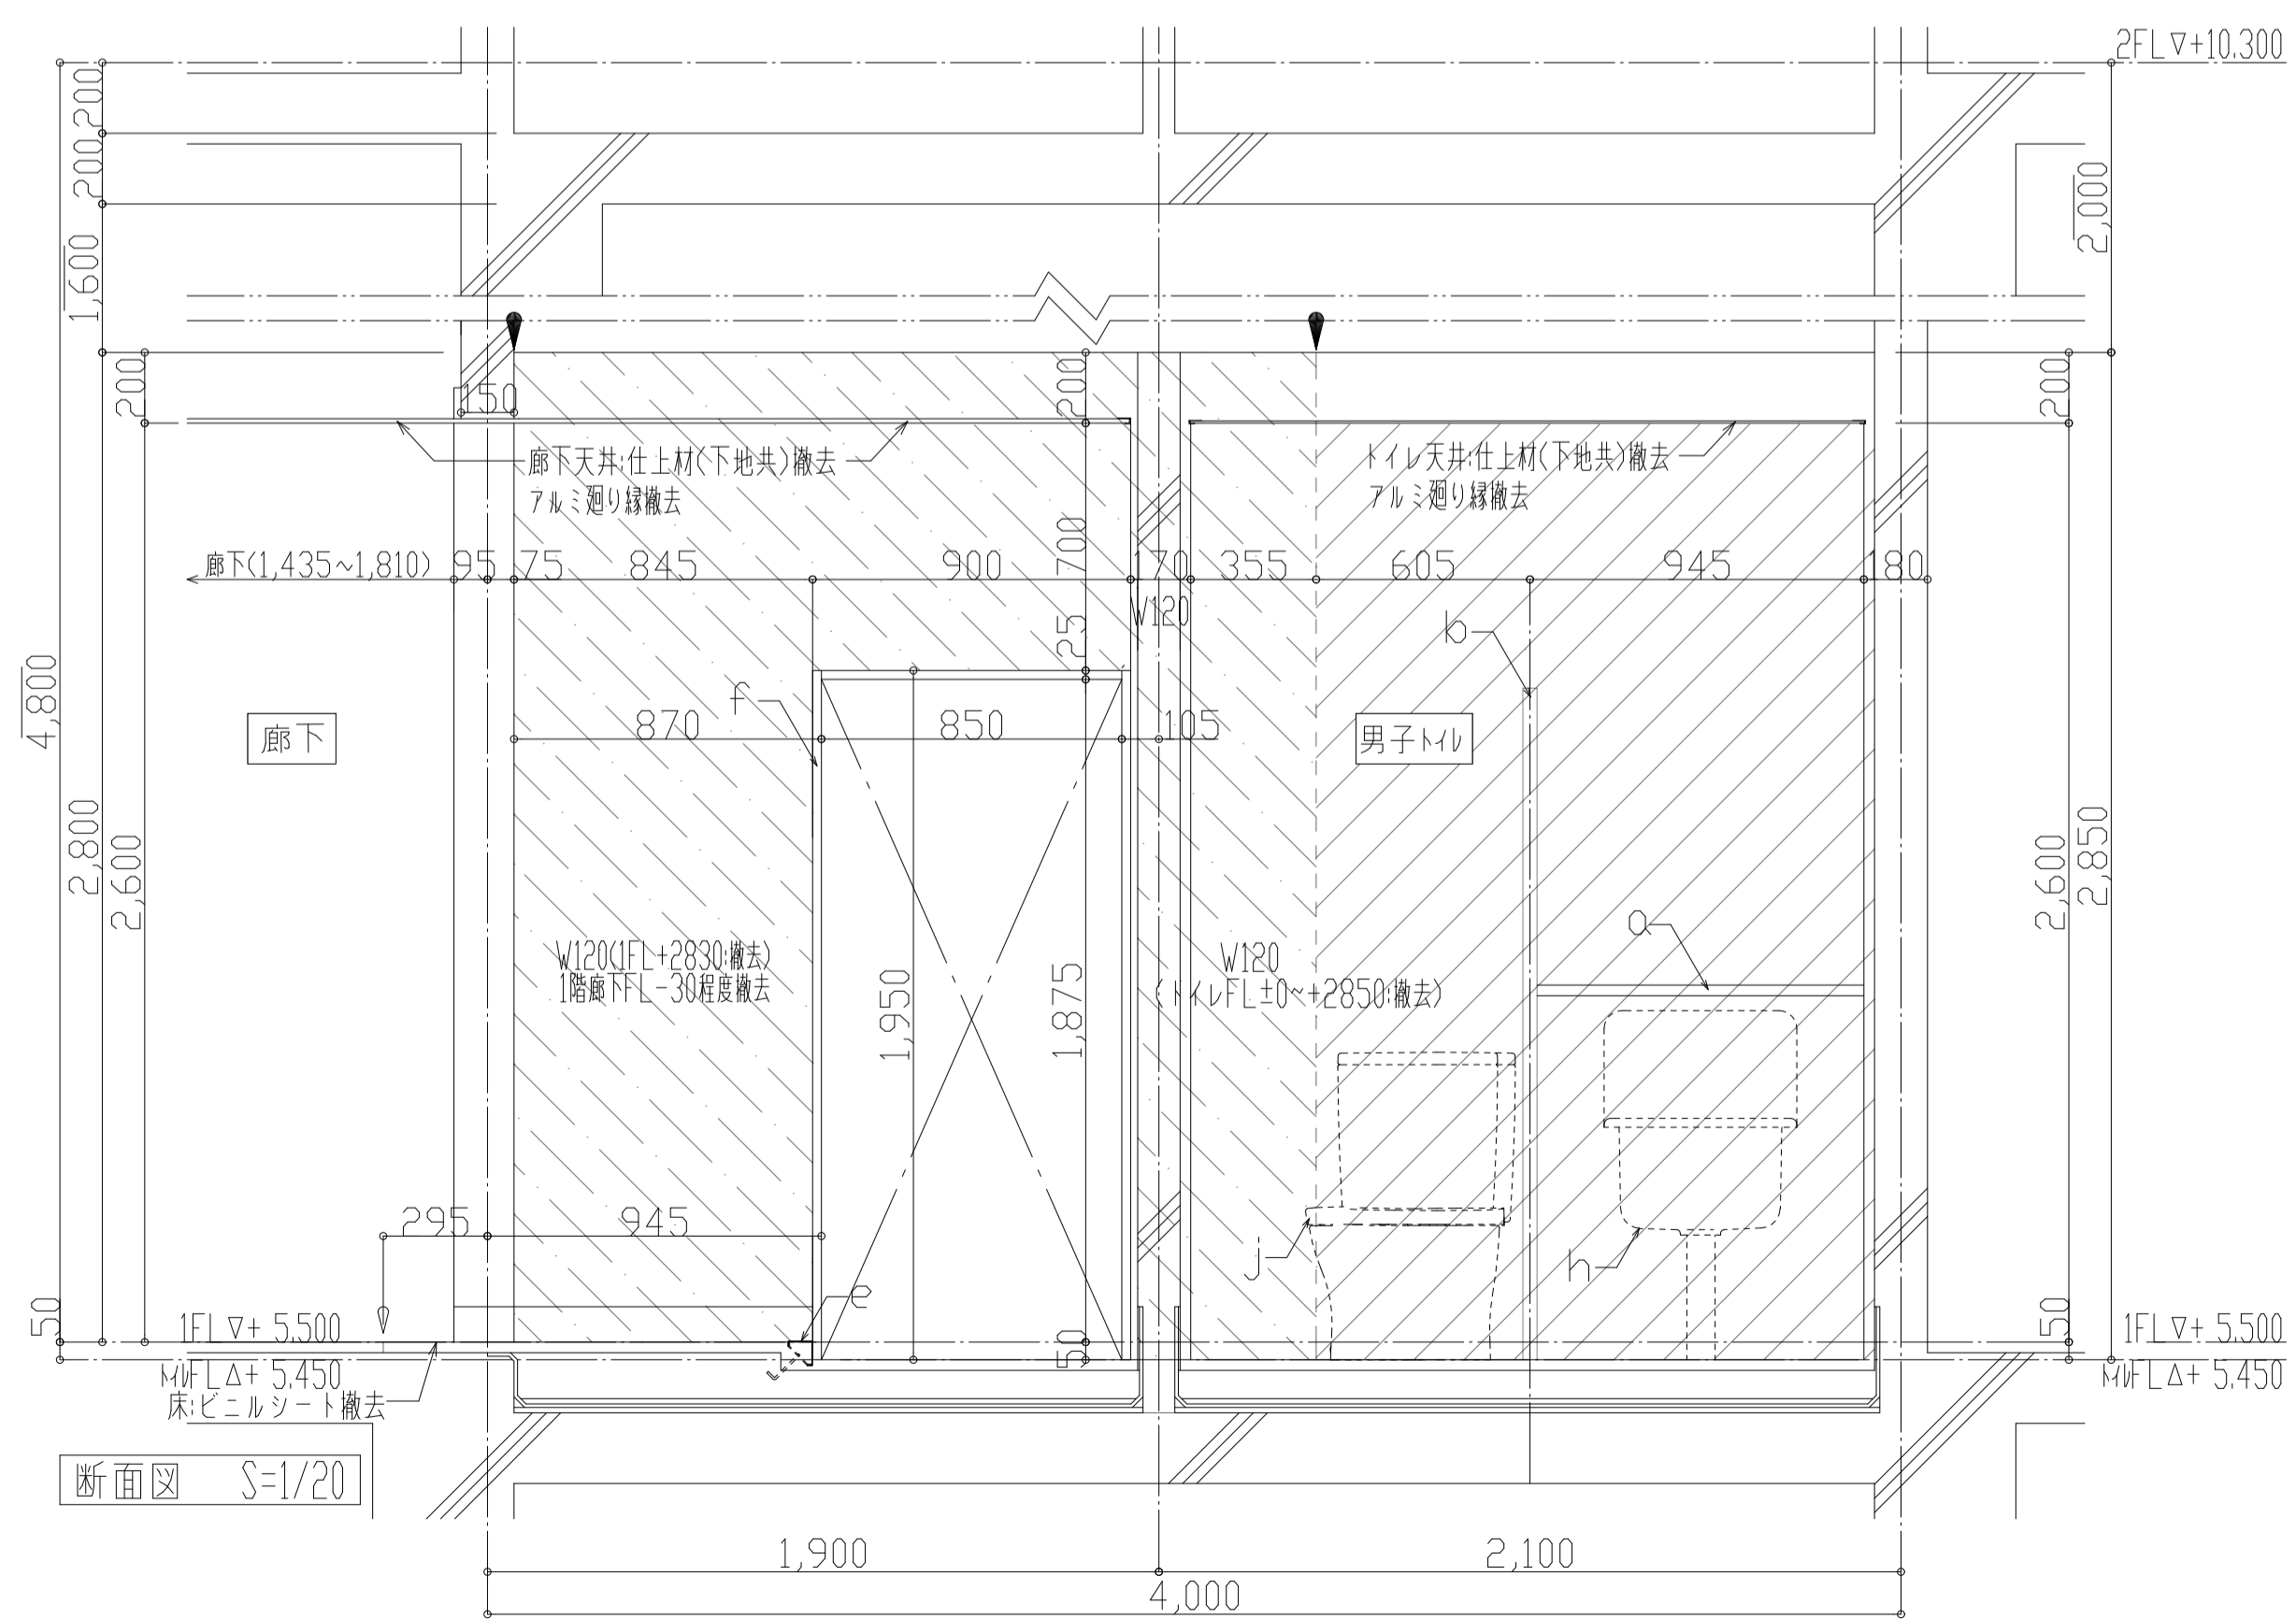 2FL▽+10,300
200
200
1,600
2,000
200
150
200
200
廊下天井:仕上材(下地共)撤去
アルミ廻り縁撤去
トイレ天井:仕上材(下地共)撤去
アルミ廻り縁撤去
700
廊下(1,435~1,810)
95
75
845
900
170
355
605
945
180
W120
25
b
4,800
f
廊下
870
850
105
男子トイレ
2,800
2,600
2,600
2,850
a
W120(1FL+2830:撤去)
1階廊下FL-30程度撤去
W120
(トイレFL±0~+2850:撤去)
1,950
1,875
295
945
j
h
e
50
50
50
1FL▽+ 5,500
1FL▽+ 5,500
トイレFL△+ 5,450
トイレFL△+ 5,450
床:ビニルシート撤去
断面図 S=1/20
1,900
2,100
4,000